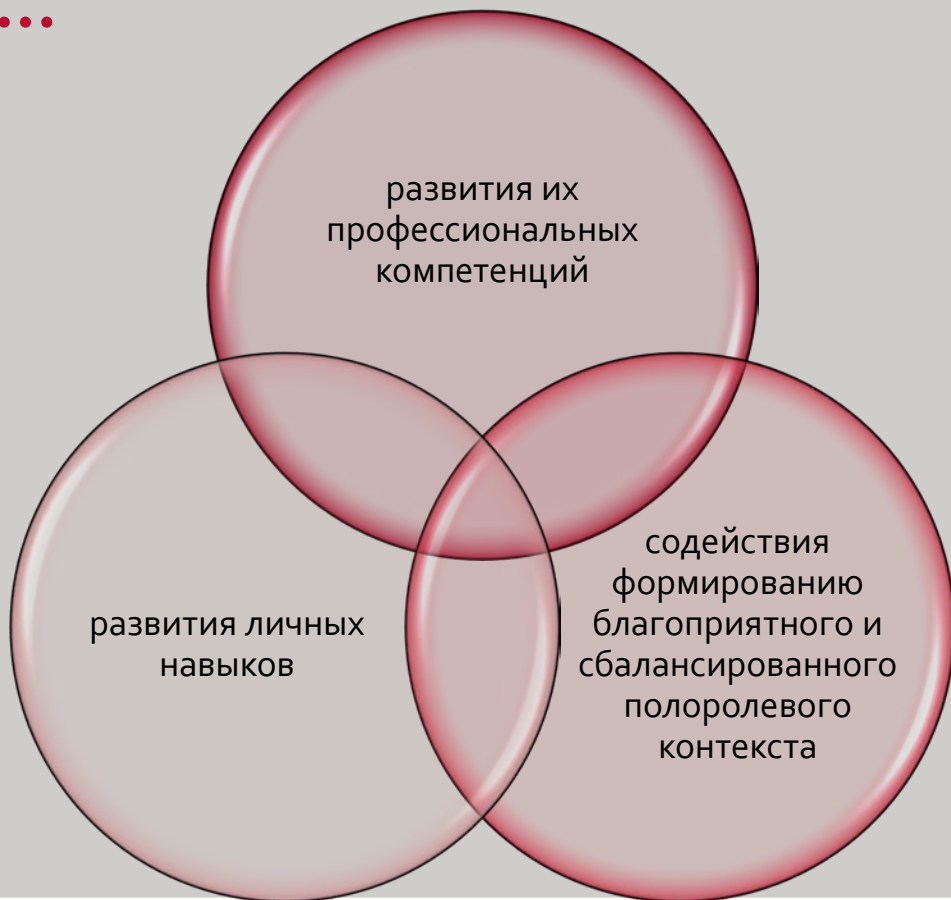 ...
развития их
профессиональных
компетенций
развития личных
навыков
содействия
формированию
благоприятного и
сбалансированного
полоролевого
контекста